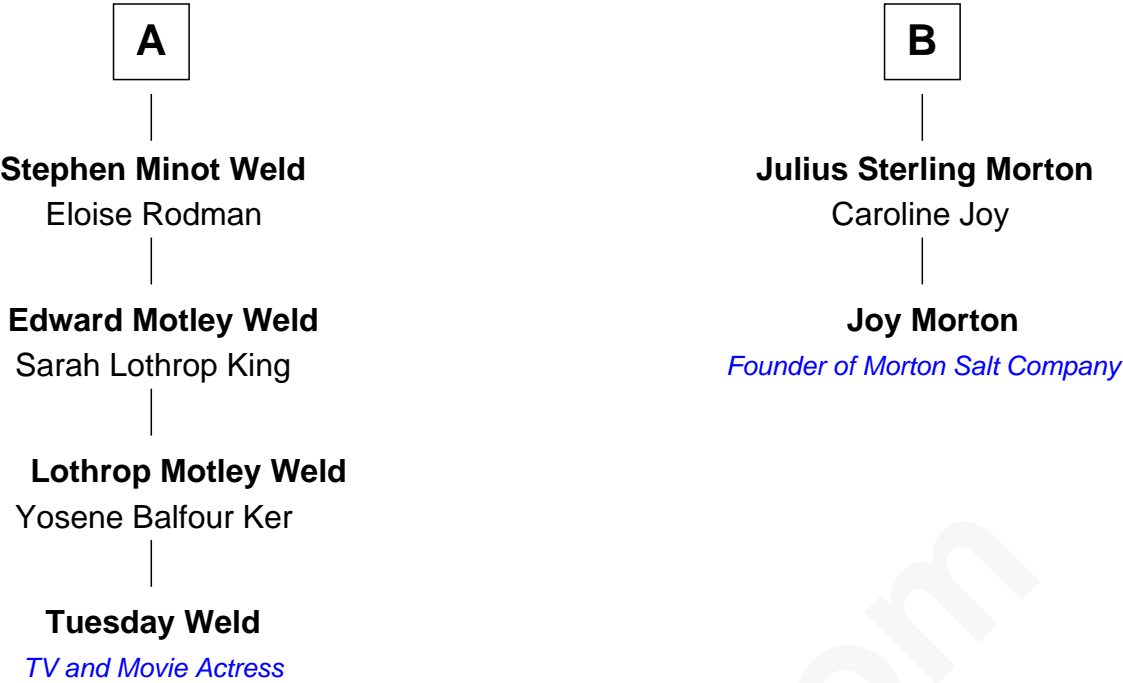 A
Stephen Minot Weld
Eloise Rodman
Edward Motley Weld
Sarah Lothrop King
Lothrop Motley Weld
Yosene Balfour Ker
Tuesday Weld
TV and Movie Actress
B
Julius Sterling Morton
Caroline Joy
Joy Morton
Founder of Morton Salt Company
om